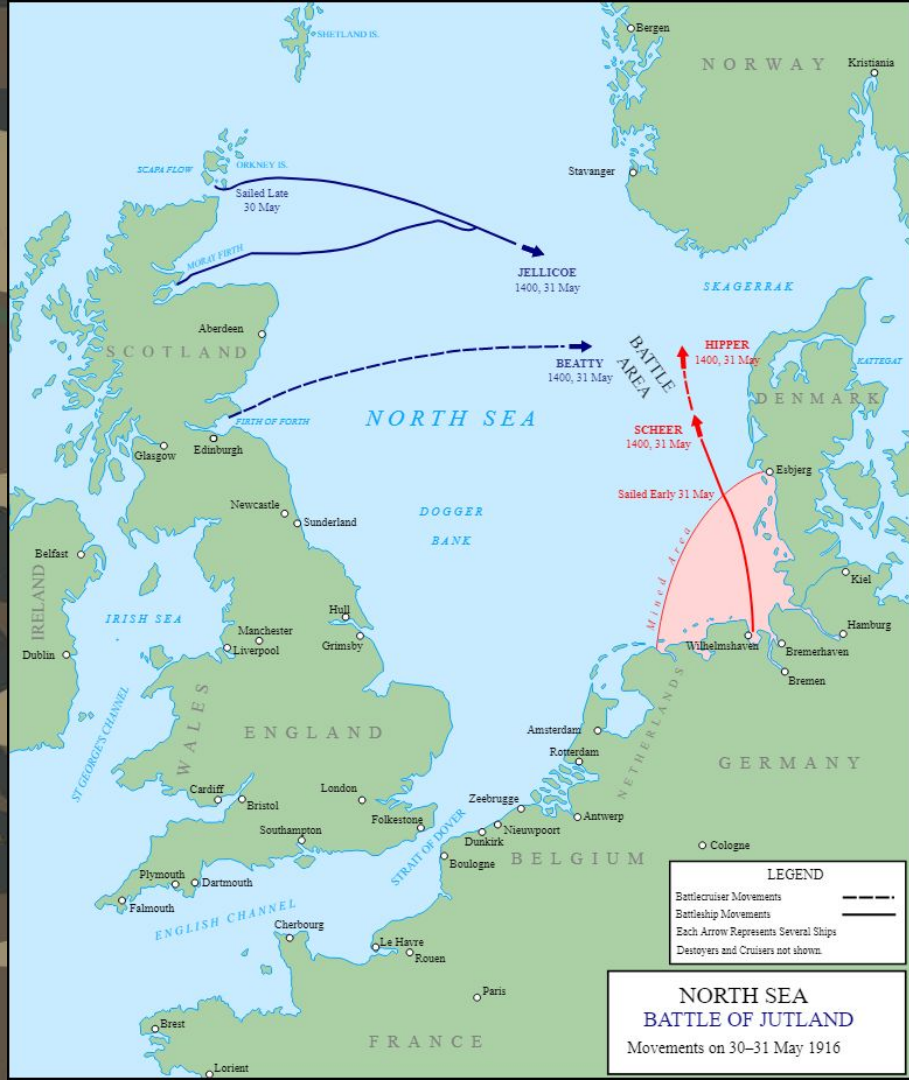 SHETLAND IS.
Bergen
NORWAY
Kristiania
SCAPA FLOW
ORKNEY IS.
Stavanger
Sailed Late
30 May
MORAY FIRTH
JELLICOE
1400, 31 May
SKAGERRAK
Aberdeen
SCOTLAND
BEATTY
1400, 31 May
BATTLE
AREA
HIPPER
1400, 31 May
KATTEGAT
DENMARK
NORTH SEA
FIRTH OF FORTH
SCHEER
1400, 31 May
Glasgow
Edinburgh
Esbjerg
Sailed Early 31 May
Newcastle
Sunderland
DOGGER
BANK
Mined Area
Belfast
IRELAND
Kiel
IRISH SEA
Hull
Grimsby
Manchester
Liverpool
Hamburg
Wilhelmshaven
Bremerhaven
Bremen
Dublin
ST GEORGE'S CHANNEL
WALES
ENGLAND
NETHERLANDS
Amsterdam
Rotterdam
GERMANY
Cardiff
Bristol
London
Zeebrugge
Folkestone
Southampton
STRAIT OF DOVER
Nieuwpoort
Dunkirk
Antwerp
Boulogne
BELGIUM
Cologne
Plymouth
Dartmouth
Falmouth
ENGLISH CHANNEL
Cherbourg
Le Havre
Rouen
Paris
Brest
FRANCE
Lorient
LEGEND
Battlecruiser Movements
Battleship Movements
Each Arrow Represents Several Ships
Destoyers and Cruisers not shown.
NORTH SEA
BATTLE OF JUTLAND
Movements on 30–31 May 1916